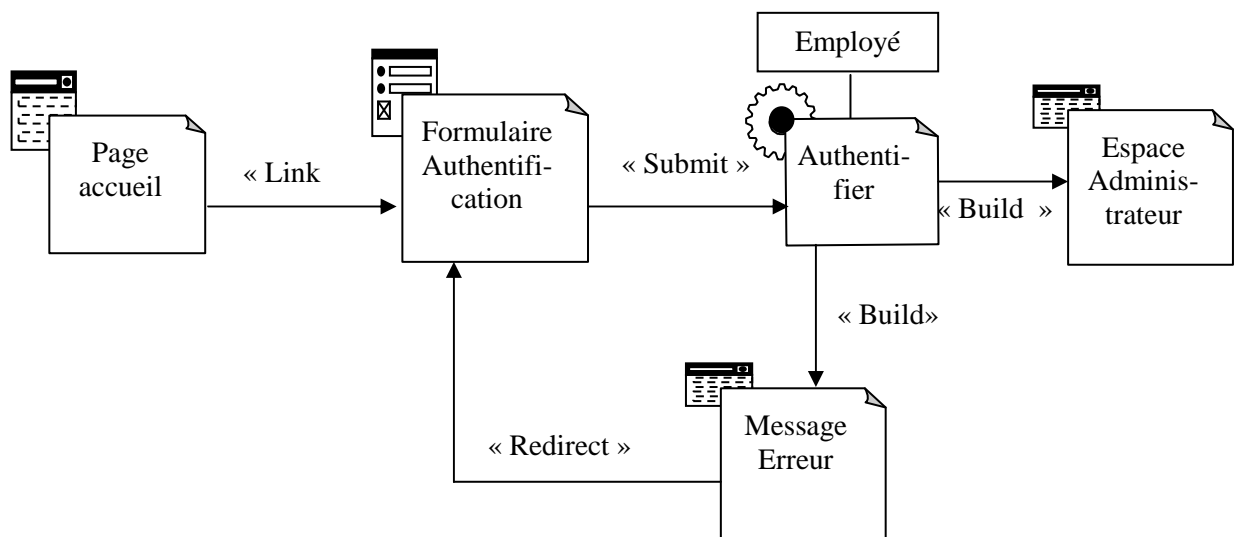 Employé
Page
accueil
« Link
Formulaire
Authentifi-
cation
« Submit »
Authenti-
fier
« Build  »
Espace
Adminis-
trateur
« Build»
Message
Erreur
« Redirect »